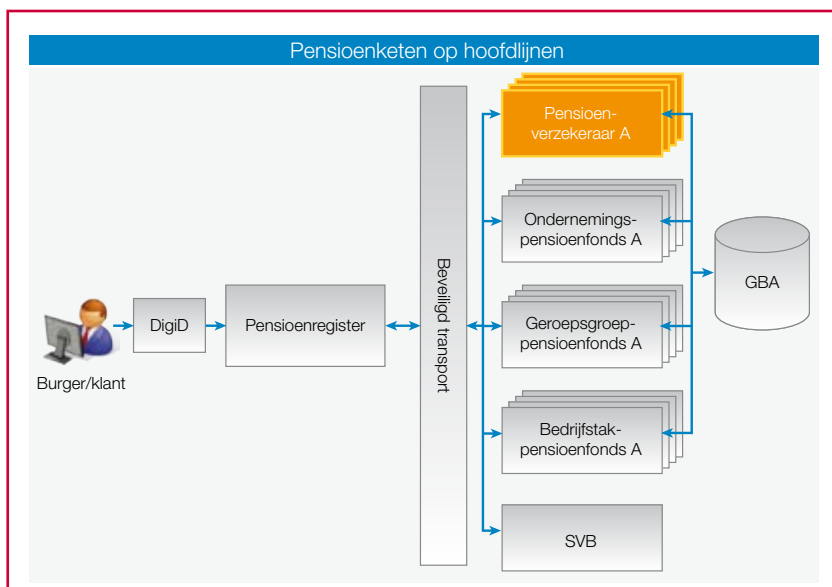 Pensioenketen op hoofdlijnen
Burger/klant
DigiD
Pensioenregister
Beveiligd transport
Pensioen-
verzekeraar A
Ondernemings-
pensioenfonds A
Geroepsgroep-
pensioenfonds A
Bedrijfstak-
pensioenfonds A
SVB
GBA